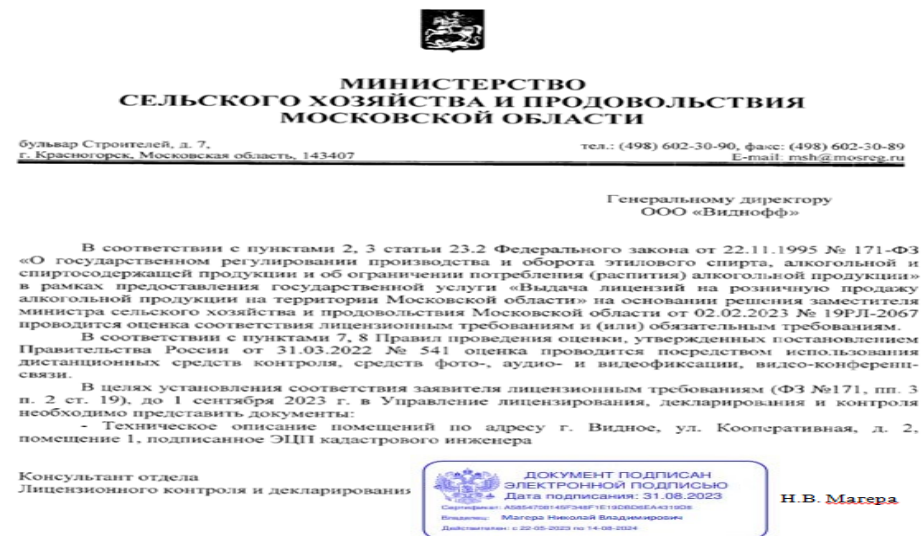 МИНИСТЕРСТВО
СЕЛЬСКОГО ХОЗЯЙСТВА И ПРОДОВОЛЬСТВИЯ
МОСКОВСКОЙ ОБЛАСТИ
бульвар Строителей, д. 7,
г. Красногорск, Московская область, 143407
тел.: (498) 602-30-90, факс: (498) 602-30-89
E-mail: msh@mosreg.ru
Генеральному директору
ООО «Виднофф»
В соответствии с пунктами 2, 3 статьи 23.2 Федерального закона от 22.11.1995 № 171-ФЗ
«О государственном регулировании производства и оборота этилового спирта, алкогольной и
спиртосодержащей продукции и об ограничении потребления (распития) алкогольной продукции»
в рамках предоставления государственной услуги «Выдача лицензий на розничную продажу
алкогольной продукции на территории Московской области» на основании решения заместителя
министра сельского хозяйства и продовольствия Московской области от 02.02.2023 № 19РЛ-2067
проводится оценка соответствия лицензионным требованиям и (или) обязательным требованиям.
В соответствии с пунктами 7, 8 Правил проведения оценки, утвержденных постановлением
Правительства России от 31.03.2022 № 541 оценка проводится посредством использования
дистанционных средств контроля, средств фото-, аудио- и видеофиксации, видео-конференц-
связи.
В целях установления соответствия заявителя лицензионным требованиям (ФЗ №171, пп. 3
п. 2 ст. 19), до 1 сентября 2023 г. в Управление лицензирования, декларирования и контроля
необходимо представить документы:
- Техническое описание помещений по адресу г. Видное, ул. Кооперативная, д. 2,
помещение 1, подписанное ЭЦП кадастрового инженера
Консультант отдела
Лицензионного контроля и декларирования
ДОКУМЕНТ ПОДПИСАН
ЭЛЕКТРОННОЙ ПОДПИСЬЮ
Дата подписания: 31.08.2023
Сертификат:
Владелец: Магера Николай Владимирович
Действителен: с 22-05-2023 по 14-08-2024
Н.В. Магера